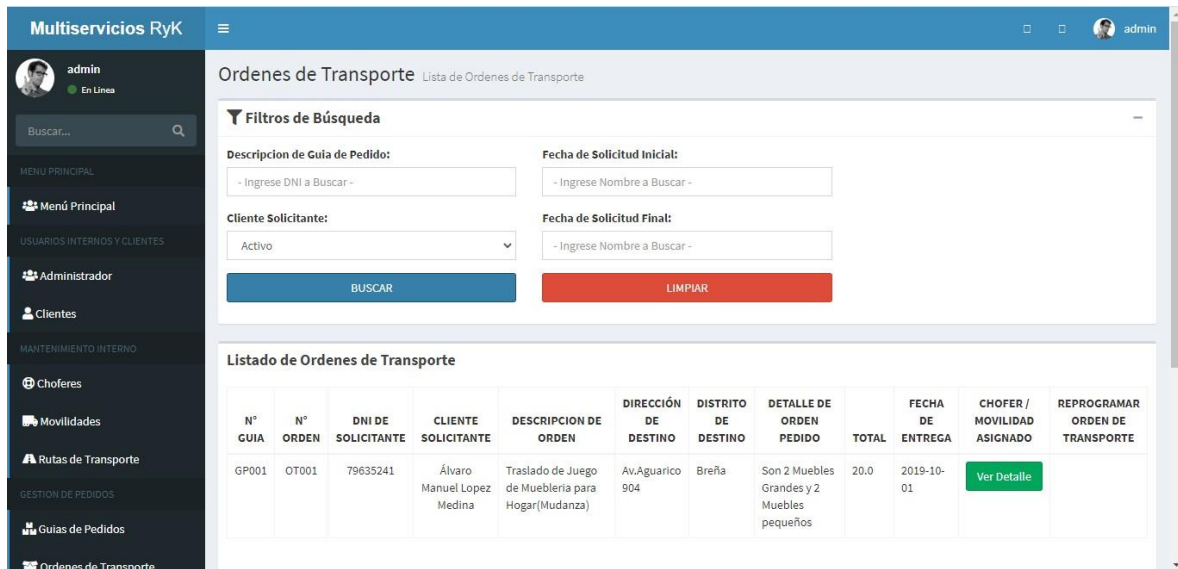 Multiservicios RyK
admin
admin
En Linea
Buscar...
MENU PRINCIPAL
Menú Principal
USUARIOS INTERNOS Y CLIENTES
Administrador
Clientes
MANTENIMIENTO INTERNO
Choferes
Movilidades
Rutas de Transporte
GESTION DE PEDIDOS
Guias de Pedidos
Ordenes de Transporte
Ordenes de Transporte Lista de Ordenes de Transporte
Filtros de Búsqueda
Descripcion de Guia de Pedido:
Fecha de Solicitud Inicial:
- Ingrese DNI a Buscar -
- Ingrese Nombre a Buscar -
Cliente Solicitante:
Fecha de Solicitud Final:
Activo
- Ingrese Nombre a Buscar -
BUSCAR
LIMPIAR
Listado de Ordenes de Transporte
N° GUIA
N° ORDEN
DNI DE SOLICITANTE
CLIENTE SOLICITANTE
DESCRIPCION DE ORDEN
DIRECCIÓN DE DESTINO
DISTRITO DE DESTINO
DETALLE DE ORDEN PEDIDO
TOTAL
FECHA DE ENTREGA
CHOFER / MOVILIDAD ASIGNADO
REPROGRAMAR ORDEN DE TRANSPORTE
GP001
OT001
79635241
Álvaro Manuel Lopez Medina
Traslado de Juego de Muebleria para Hogar(Mudanza)
Av.Aguarico 904
Breña
Son 2 Muebles Grandes y 2 Muebles pequeños
20.0
2019-10-01
Ver Detalle